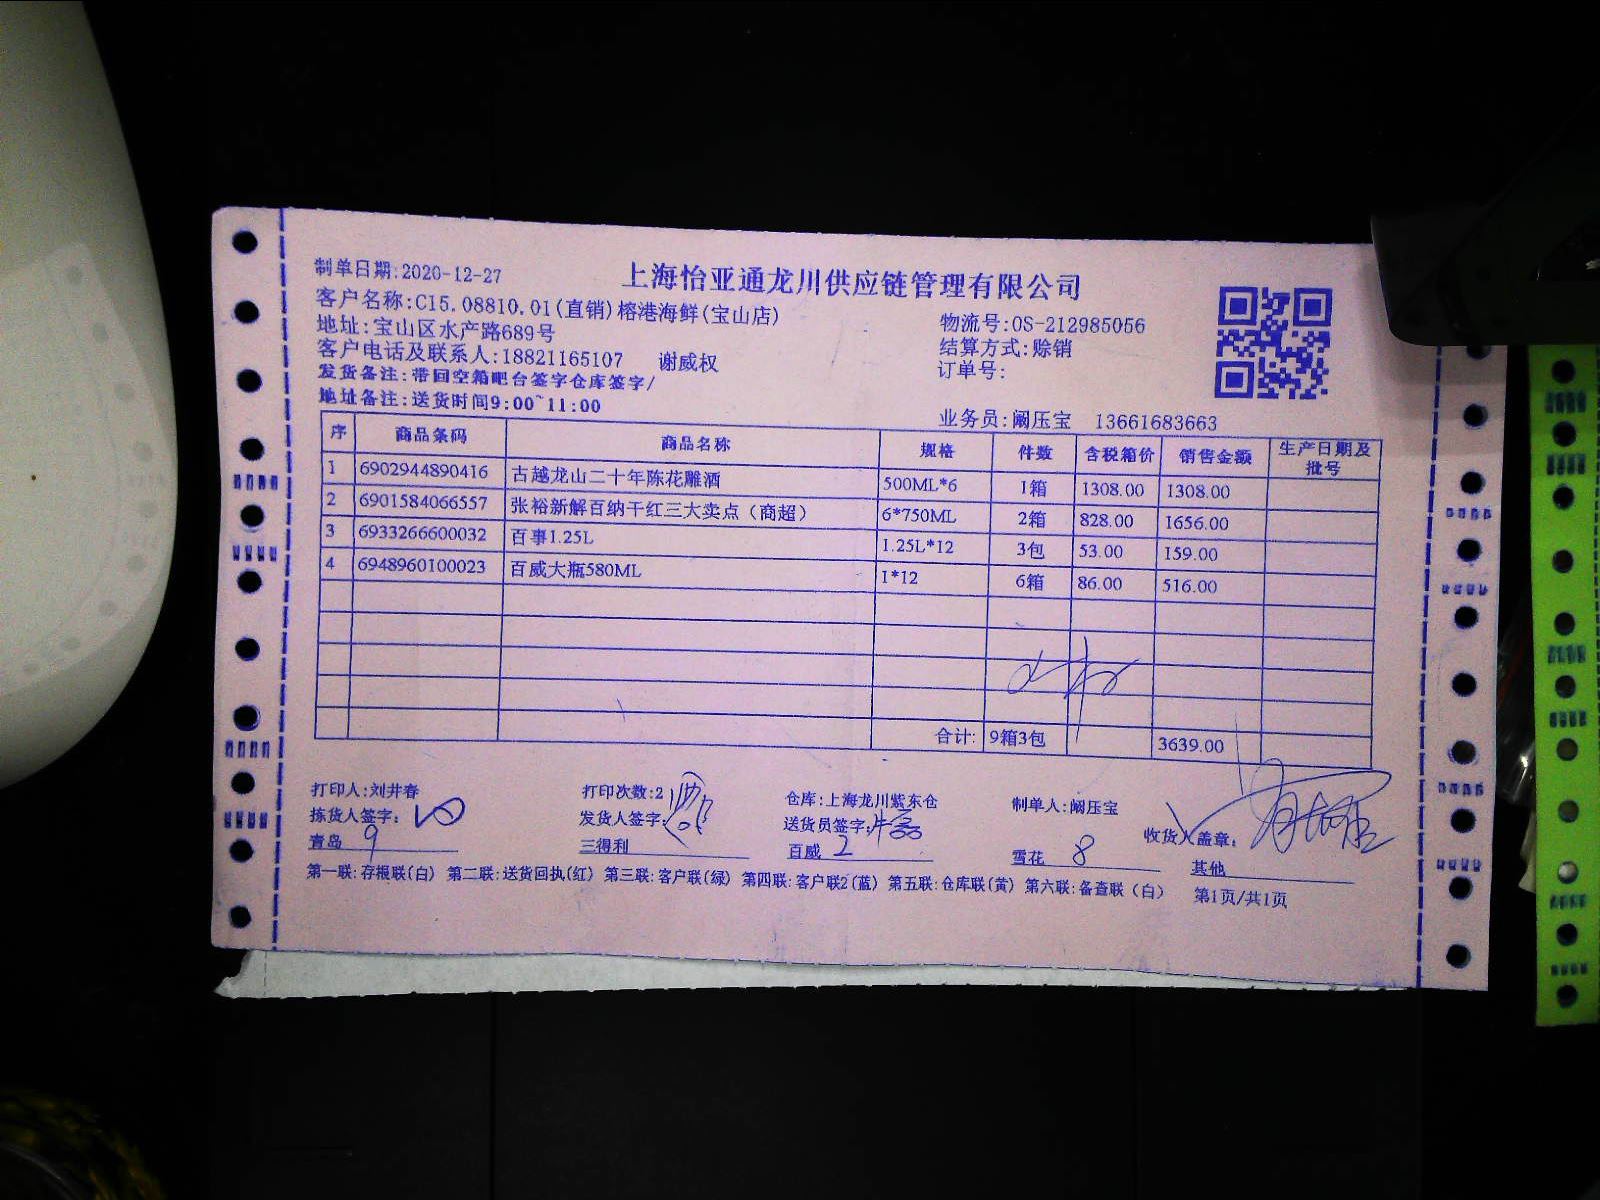 上海怡亚通龙川供应链管理有限公司
制单日期:2020-12-27
客户名称:C15.08810.01(直销)榕港海鲜(宝山店)
物流号:OS-212985056
地址:宝山区水产路689号
结算方式:赊销
客户电话及联系人:18821165107 谢威权
订单号:
发货备注:带回空箱吧台签字仓库签字/
地址备注:送货时间9:00~11:00
业务员:阚压宝 13661683663
序 商品条码 商品名称 规格 件数 含税箱价 销售金额 生产日期及批号
1 6902944890416 古越龙山二十年陈花雕酒 500ML*6 1箱 1308.00 1308.00
2 6901584066557 张裕新解百纳干红三大卖点（商超） 6*750ML 2箱 828.00 1656.00
3 6933266600032 百事1.25L 1.25L*12 3包 53.00 159.00
4 6948960100023 百威大瓶580ML 1*12 6箱 86.00 516.00
合计: 9箱3包 3639.00
打印人:刘井春 打印次数:2 仓库:上海龙川紫东仓 制单人:阚压宝
拣货人签字: 发货人签字: 送货员签字: 收货人盖章:
青岛 9 三得利 百威 2 雪花 8 其他
第一联:存根联(白) 第二联:送货回执(红) 第三联:客户联(绿) 第四联:客户联2(蓝) 第五联:仓库联(黄) 第六联:备查联（白） 第1页/共1页